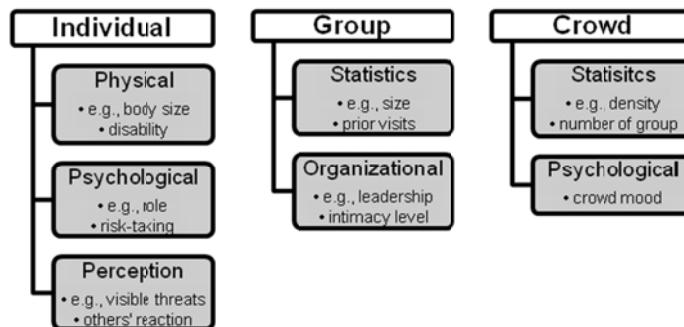 Individual
Physical
• e.g., body size
• disability
Psychological
• e.g., role
• risk-taking
Perception
• e.g., visible threats
• others' reaction
Group
Statistics
• e.g., size
• prior visits
Organizational
• e.g., leadership
• intimacy level
Crowd
Statisitcs
• e.g., density
• number of group
Psychological
• crowd mood